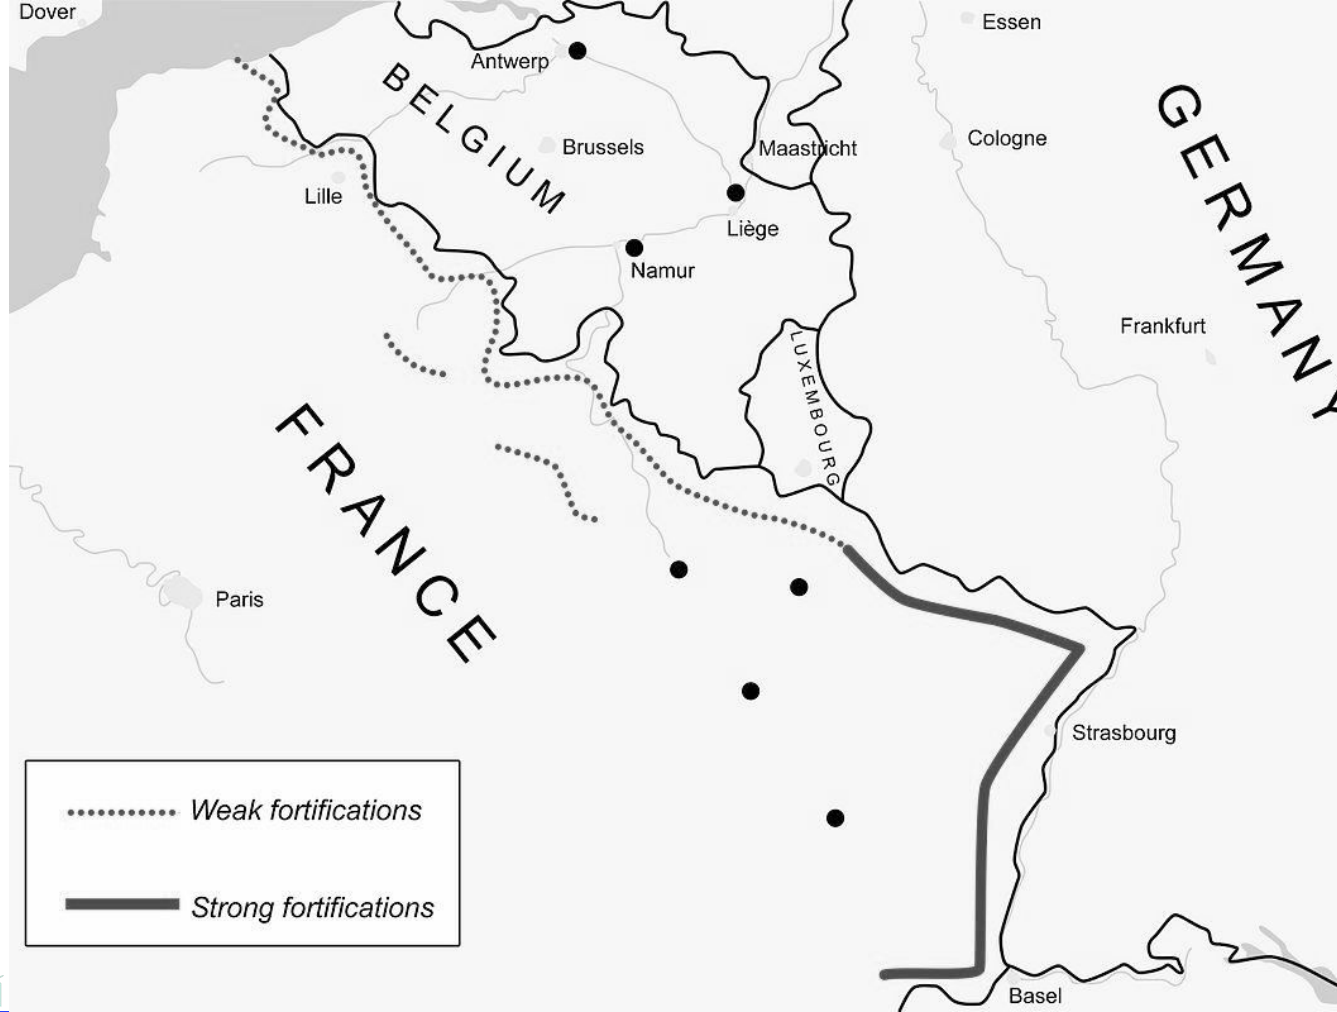 Dover
Essen
Antwerp
BELGIUM
GERMANY
Brussels
Maastricht
Cologne
Lille
Liège
Namur
Frankfurt
LUXEMBOURG
FRANCE
Paris
Strasbourg
Weak fortifications
Strong fortifications
Basel